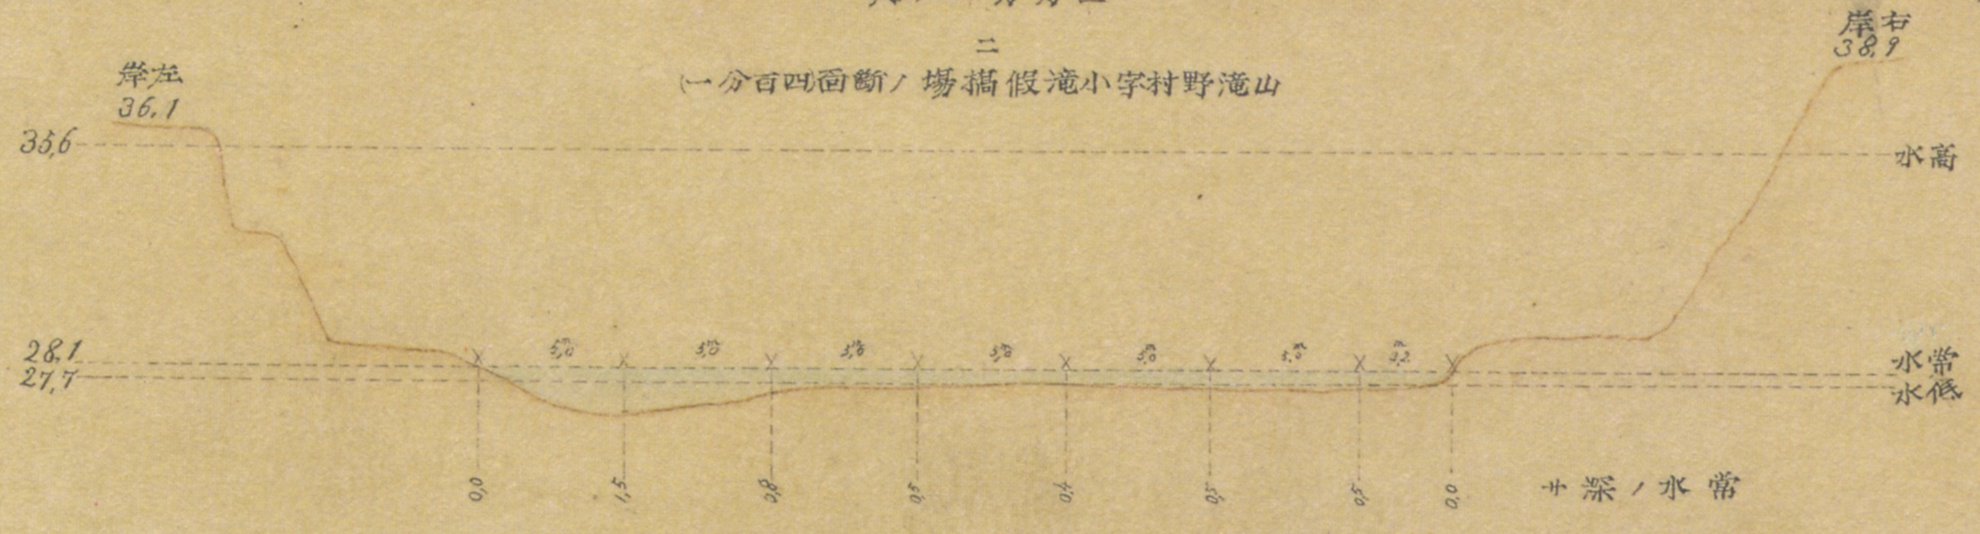 二
山滝野村字小滝假橋場ノ斷面(四百分一)
左岸
36,1
右岸
38,9
35,6
高水
28,1
常水
27,7
低水
5,0 5,0 5,0 5,0 5,0 5,0 3,2
0,0 1,5 0,8 0,5 0,4 0,5 0,5 0,0
常水ノ深サ